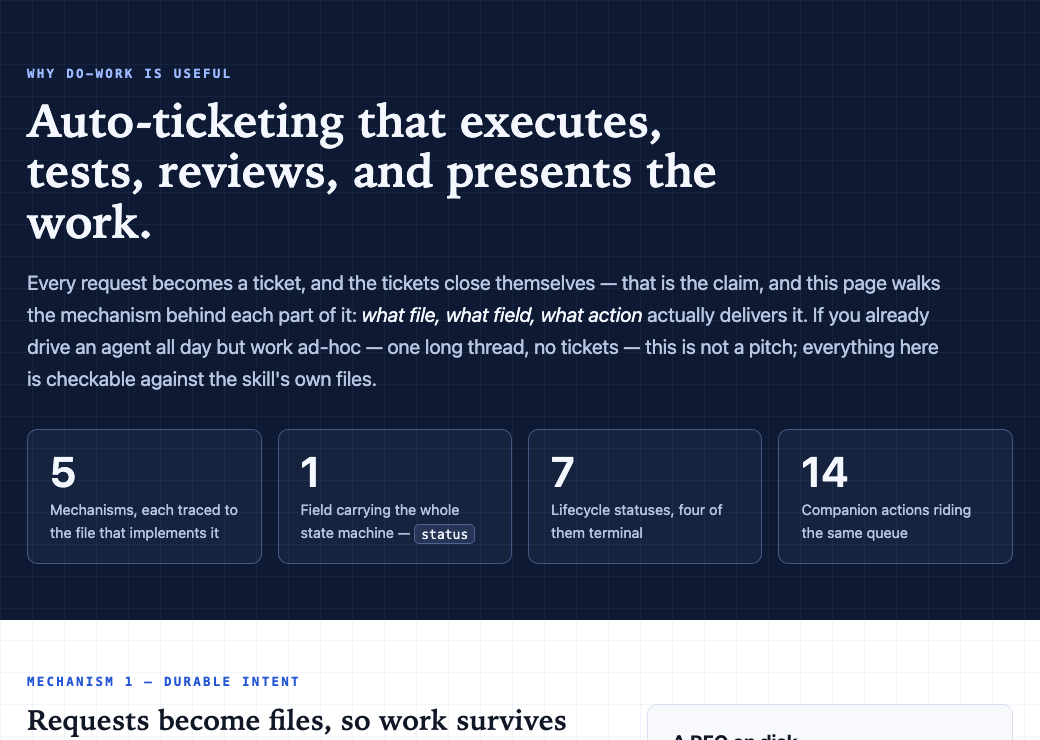 WHY DO-WORK IS USEFUL
Auto-ticketing that executes,
tests, reviews, and presents the
work.
Every request becomes a ticket, and the tickets close themselves — that is the claim, and this page walks
the mechanism behind each part of it: what file, what field, what action actually delivers it. If you already
drive an agent all day but work ad-hoc — one long thread, no tickets — this is not a pitch; everything here
is checkable against the skill's own files.
5
Mechanisms, each traced to
the file that implements it
1
Field carrying the whole
state machine — status
7
Lifecycle statuses, four of
them terminal
14
Companion actions riding
the same queue
MECHANISM 1 — DURABLE INTENT
Requests become files, so work survives
A REQ on disk